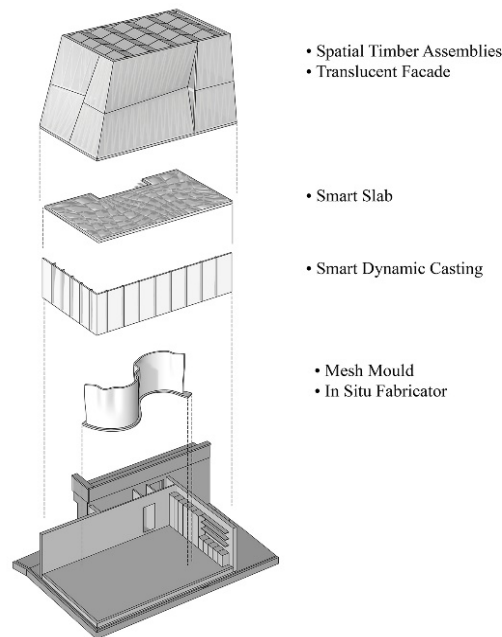 • Spatial Timber Assemblies
• Translucent Facade
• Smart Slab
• Smart Dynamic Casting
• Mesh Mould
• In Situ Fabricator